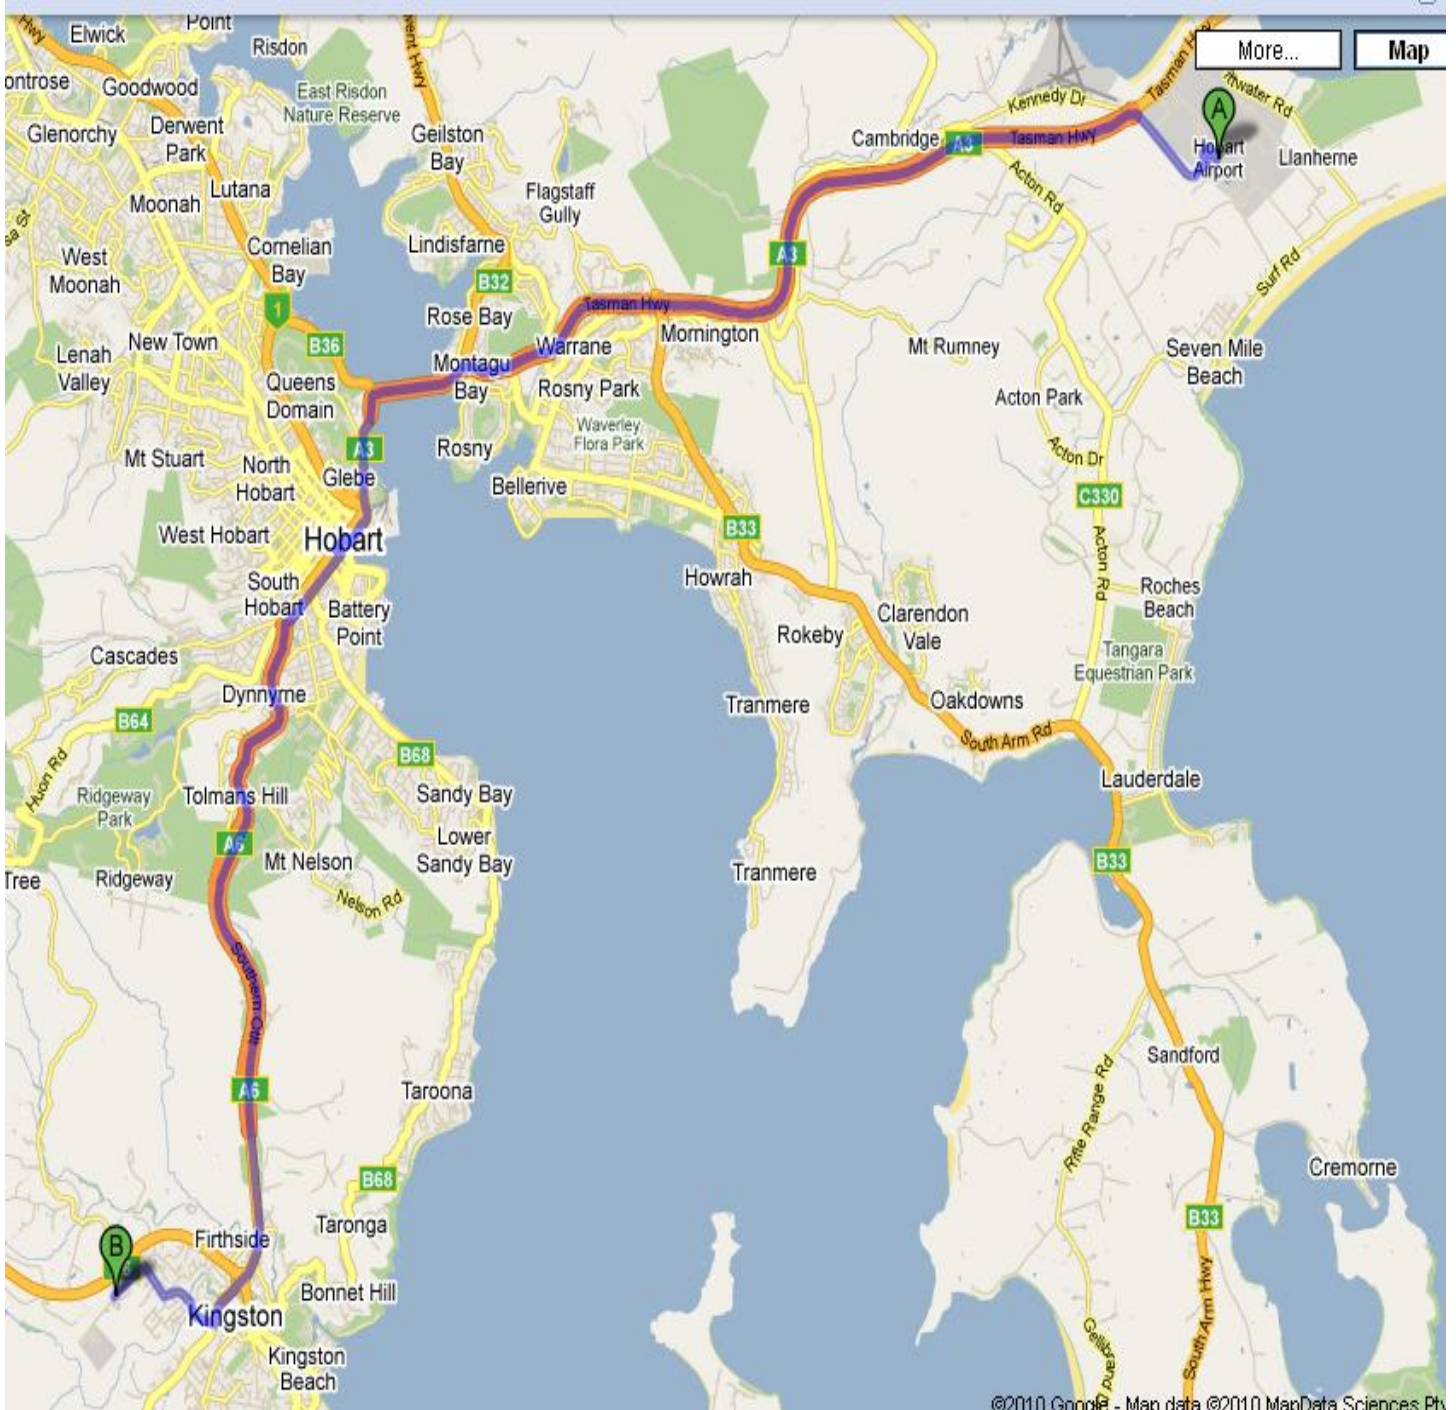 Point
Elwick
Hwy
Risdon
More...
Map
ontrose
Goodwood
East Risdon
Nature Reserve
Tasman Hwy
Kennedy Dr
A
Glenorchy
Derwent
Park
Geilston
Bay
Cambridge
A3
Tasman Hwy
Hobart
Airport
Llanherne
Lutana
Moonah
Flagstaff
Gully
Acton Rd
sa St
West
Moonah
Cornelian
Bay
Lindisfarne
A3
Surf Rd
B32
1
Rose Bay
Tasman Hwy
Lenah
Valley
New Town
B36
Warrane
Mornington
Mt Rumney
Seven Mile
Beach
Queens
Domain
Montagu
Bay
Rosny Park
Acton Park
Waverley
Flora Park
A3
Rosny
Acton Dr
Mt Stuart
North
Hobart
Glebe
Bellerive
C330
West Hobart
Hobart
B33
Acton Rd
South
Hobart
Battery
Point
Howrah
Roches
Beach
Clarendon
Vale
Rokeby
Cascades
Tangara
Equestrian Park
Dynnyrne
Tranmere
Oakdowns
B64
South Arm Rd
B68
Huon Rd
Ridgeway
Park
Tolmans Hill
Sandy Bay
Lauderdale
A6
Mt Nelson
Lower
Sandy Bay
B33
Tree
Ridgeway
Nelson Rd
Tranmere
Southern Otlt
Sandford
A6
Taroona
Rifle Range Rd
Cremorne
B68
Taronga
B33
Firthside
B
Bonnet Hill
Kingston
South Arm Hwy
Kingston
Beach
©2010 Google - Map data ©2010 MapData Sciences Pty